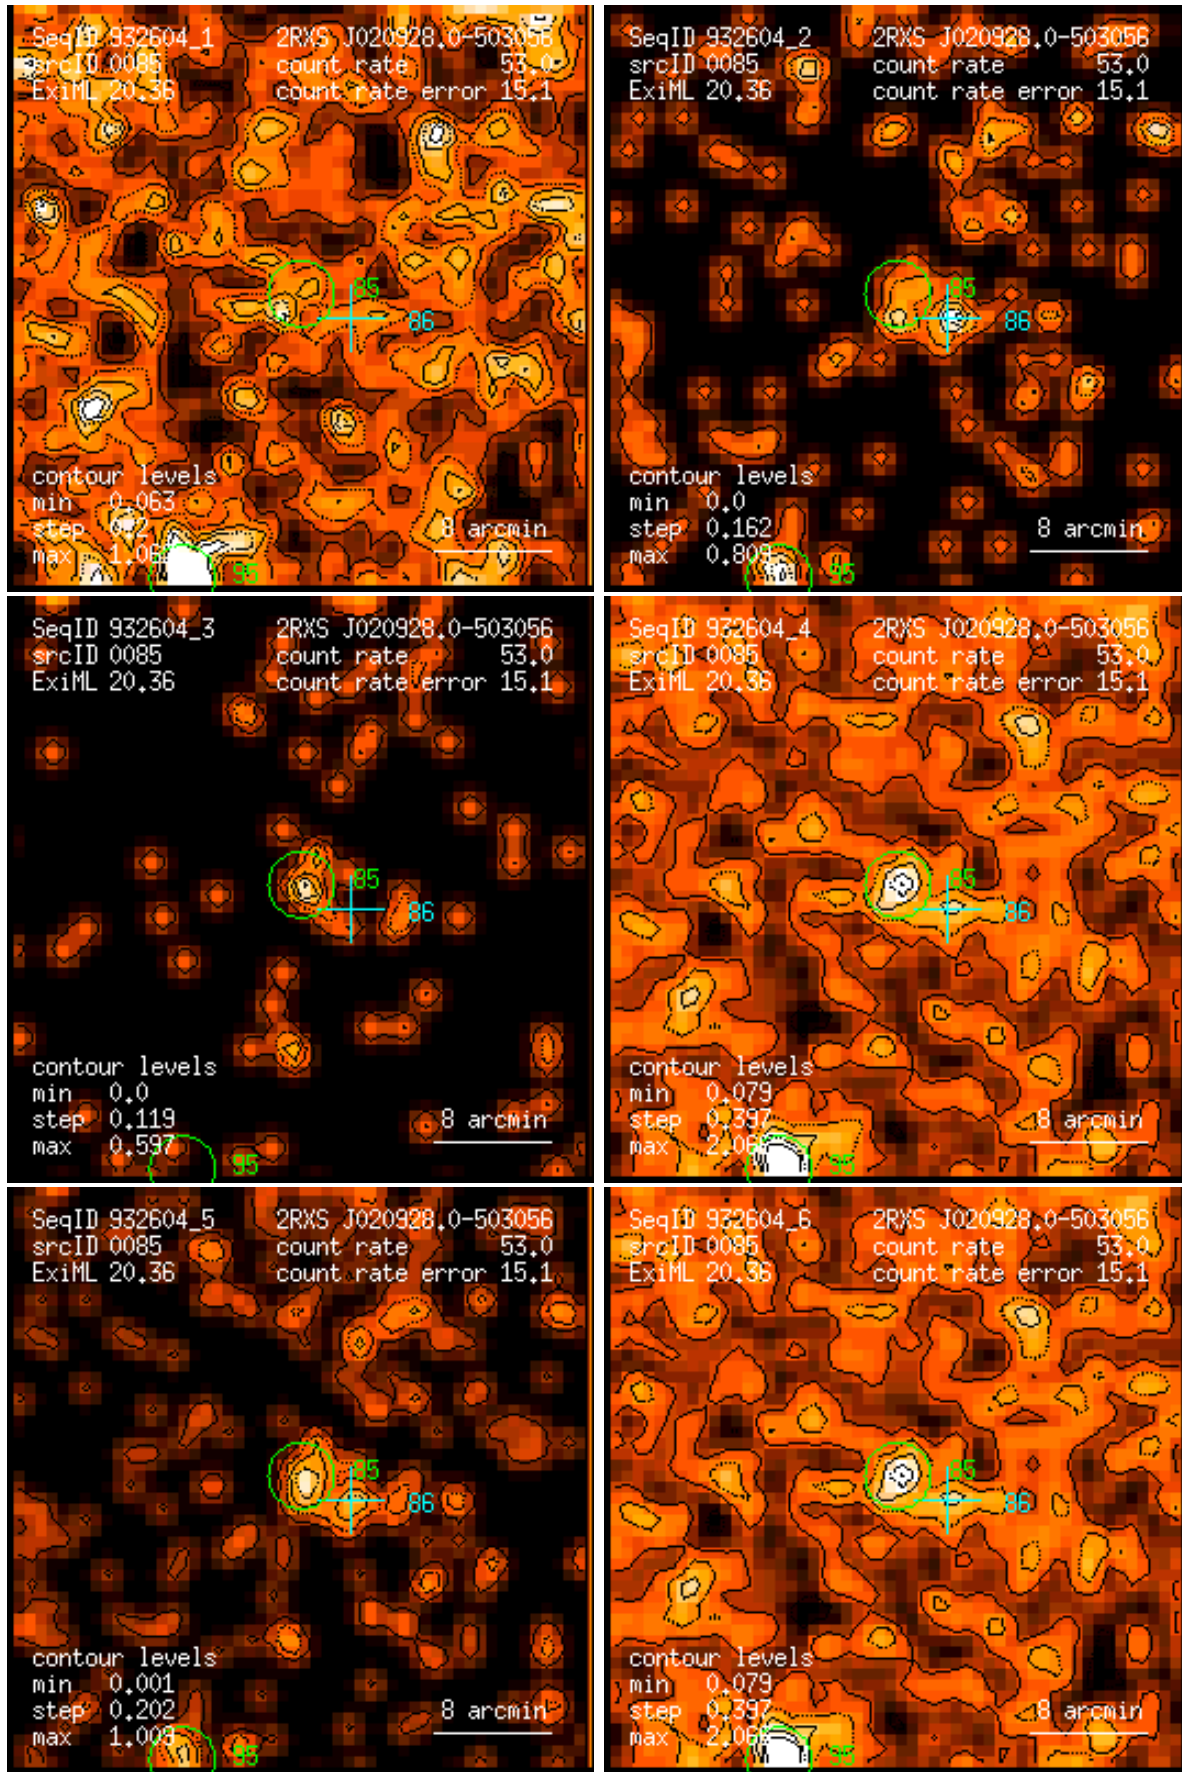 SeqID 932604_1 2RXS J020928.0-503056
srcID 0085 count rate 53.0
ExiML 20.36 count rate error 15.1
85
86
contour levels
min 0.063
step 0.2
8 arcmin
max 1.06
95
SeqID 932604_2 2RXS J020928.0-503056
srcID 0085 count rate 53.0
ExiML 20.36 count rate error 15.1
85
86
contour levels
min 0.0
step 0.162
8 arcmin
max 0.809
95
SeqID 932604_3 2RXS J020928.0-503056
srcID 0085 count rate 53.0
ExiML 20.36 count rate error 15.1
85
86
contour levels
min 0.0
step 0.119
8 arcmin
max 0.597
95
SeqID 932604_4 2RXS J020928.0-503056
srcID 0085 count rate 53.0
ExiML 20.36 count rate error 15.1
85
86
contour levels
min 0.079
step 0.397
8 arcmin
max 2.06
95
SeqID 932604_5 2RXS J020928.0-503056
srcID 0085 count rate 53.0
ExiML 20.36 count rate error 15.1
85
86
contour levels
min 0.001
step 0.202
8 arcmin
max 1.009
95
SeqID 932604_6 2RXS J020928.0-503056
srcID 0085 count rate 53.0
ExiML 20.36 count rate error 15.1
85
86
contour levels
min 0.079
step 0.397
8 arcmin
max 2.06
95